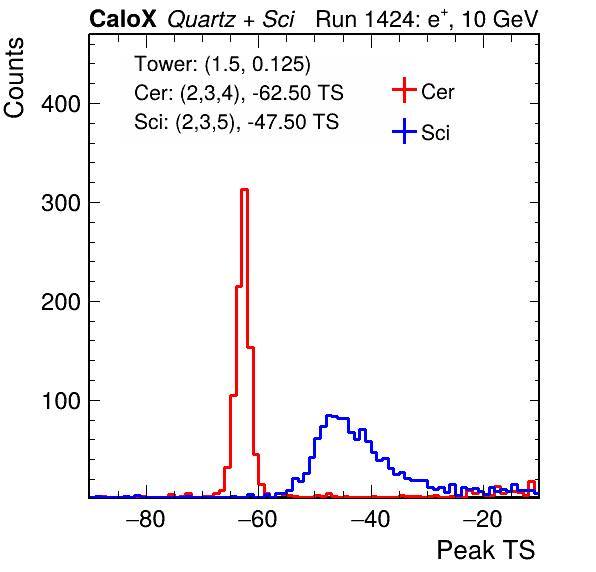 CaloX Quartz + Sci Run 1424: e⁺, 10 GeV
Counts
Tower: (1.5, 0.125)
Cer: (2,3,4), -62.50 TS
Sci: (2,3,5), -47.50 TS
Cer
Sci
400
300
200
100
−80 −60 −40 −20
Peak TS